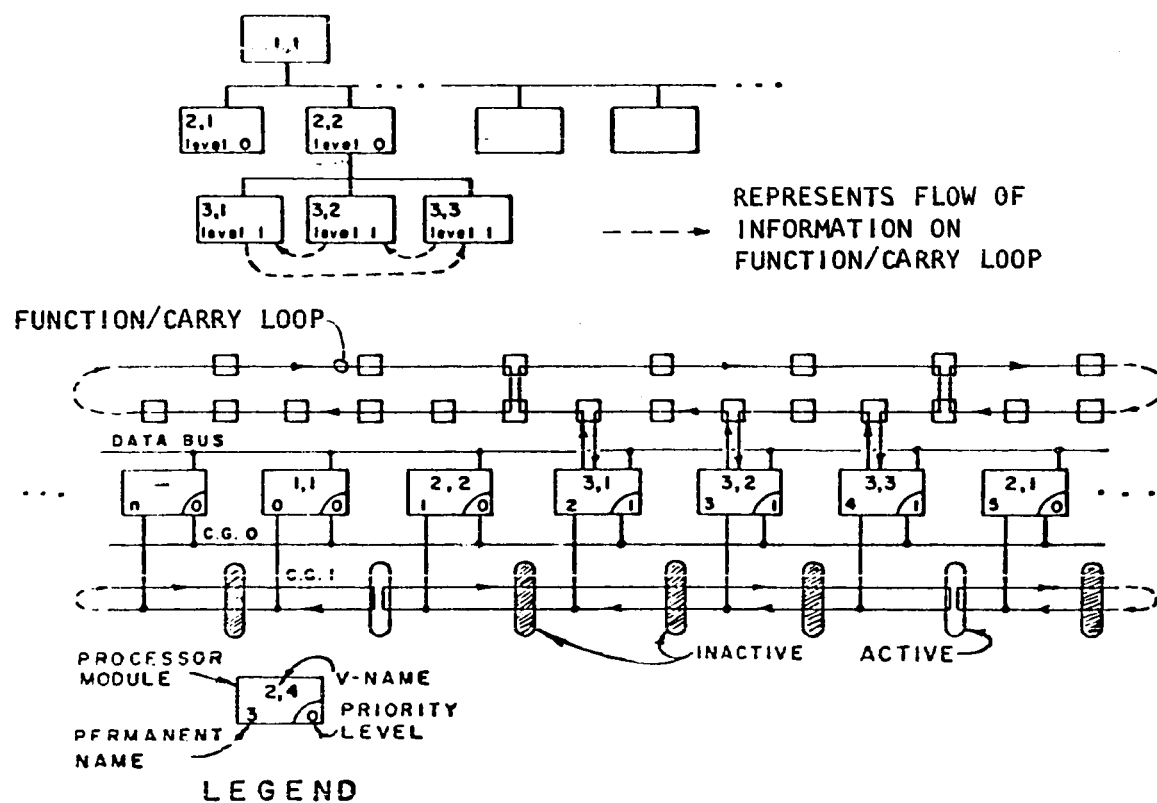 1,1
2,1
level 0
2,2
level 0
3,1
level 1
3,2
level 1
3,3
level 1
REPRESENTS FLOW OF
INFORMATION ON
FUNCTION/CARRY LOOP
FUNCTION/CARRY LOOP
DATA BUS
—
n 0
1,1
0 0
2,2
1 0
3,1
2 1
3,2
3 1
3,3
4 1
2,1
5 0
C.G. 0
C.G. 1
INACTIVE
ACTIVE
PROCESSOR
MODULE
V-NAME
2,4
3 0
PRIORITY
LEVEL
PERMANENT
NAME
LEGEND